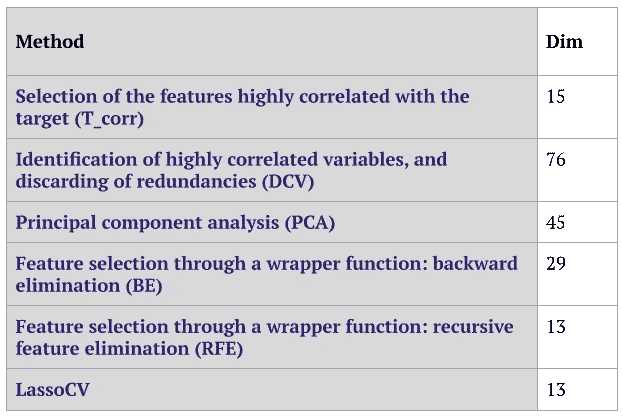 Method Dim
Selection of the features highly correlated with the 15
target (T_corr)
Identification of highly correlated variables, and 76
discarding of redundancies (DCV)
Principal component analysis (PCA) 45
Feature selection through a wrapper function: backward 29
elimination (BE)
Feature selection through a wrapper function: recursive 13
feature elimination (RFE)
LassoCV 13